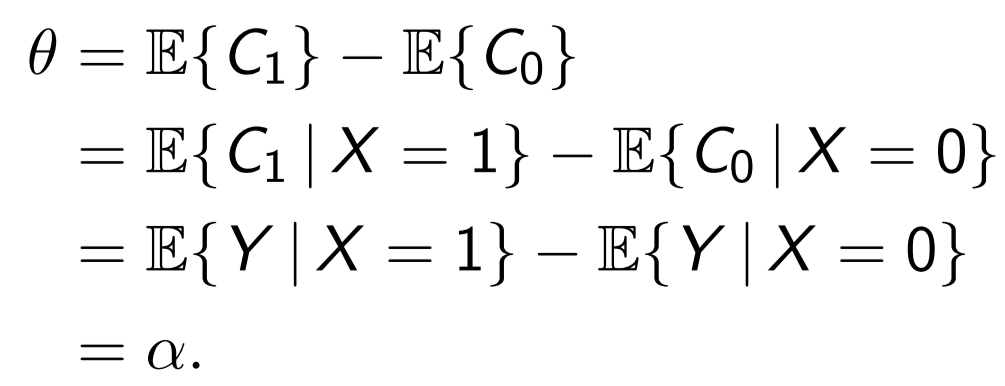 θ = 𝔼{C₁} − 𝔼{C₀}
= 𝔼{C₁ | X = 1} − 𝔼{C₀ | X = 0}
= 𝔼{Y | X = 1} − 𝔼{Y | X = 0}
= α.